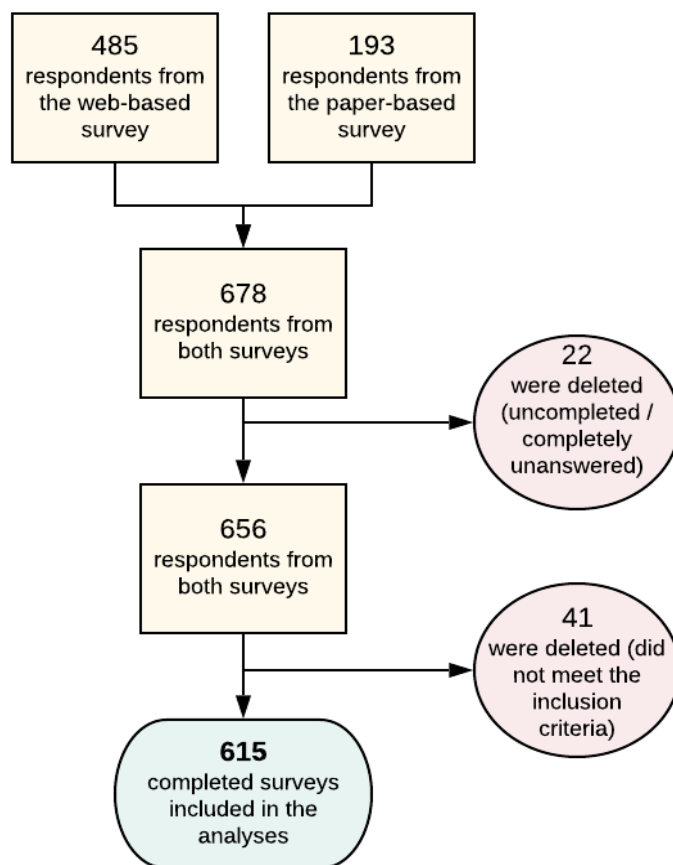 485
respondents from
the web-based
survey
193
respondents from
the paper-based
survey
678
respondents from
both surveys
22
were deleted
(uncompleted /
completely
unanswered)
656
respondents from
both surveys
41
were deleted (did
not meet the
inclusion
criteria)
615
completed surveys
included in the
analyses